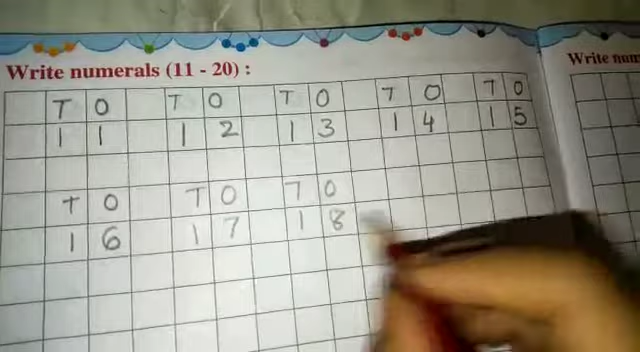 Write numerals (11 - 20) :
Write num
T O T O T O T O T O
1 1 1 2 1 3 1 4 1 5
T O T O T O
1 6 1 7 1 8